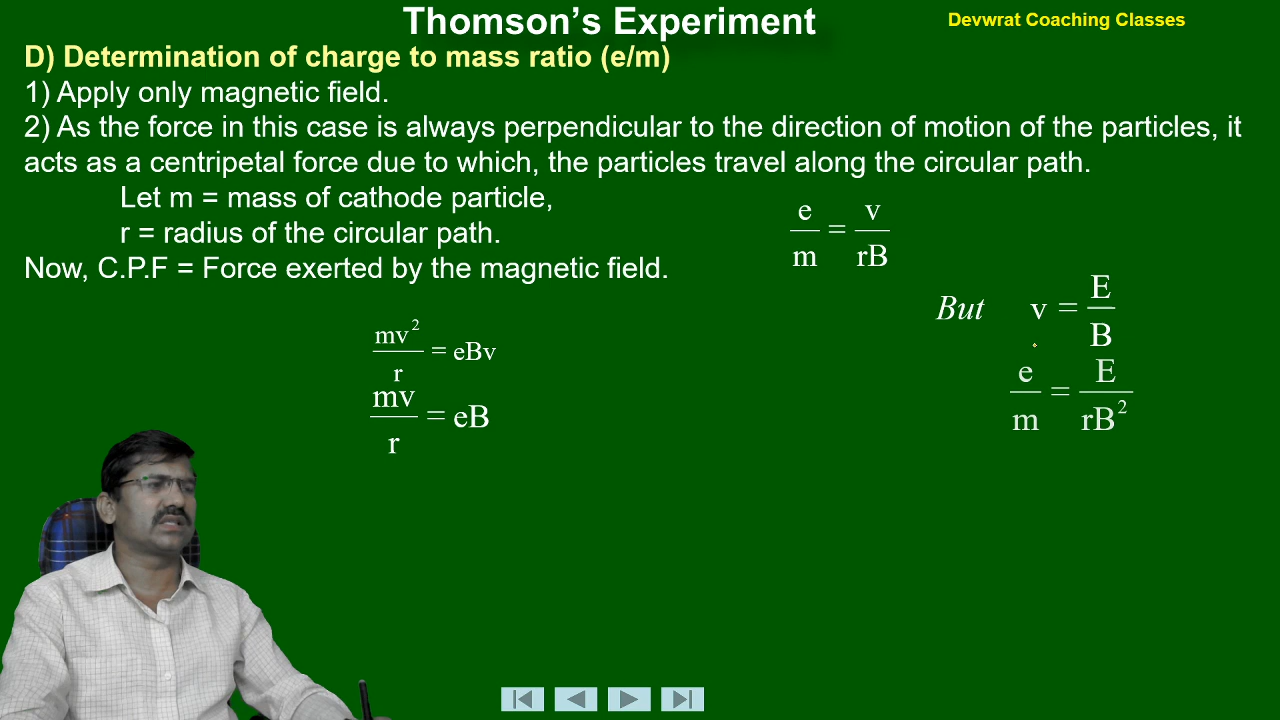 Thomson’s Experiment
Devwrat Coaching Classes
D) Determination of charge to mass ratio (e/m)
1) Apply only magnetic field.
2) As the force in this case is always perpendicular to the direction of motion of the particles, it
acts as a centripetal force due to which, the particles travel along the circular path.
Let m = mass of cathode particle,
r = radius of the circular path.
Now, C.P.F = Force exerted by the magnetic field.
mv²/r = eBv
mv/r = eB
e/m = v/rB
But v = E/B
e/m = E/rB²